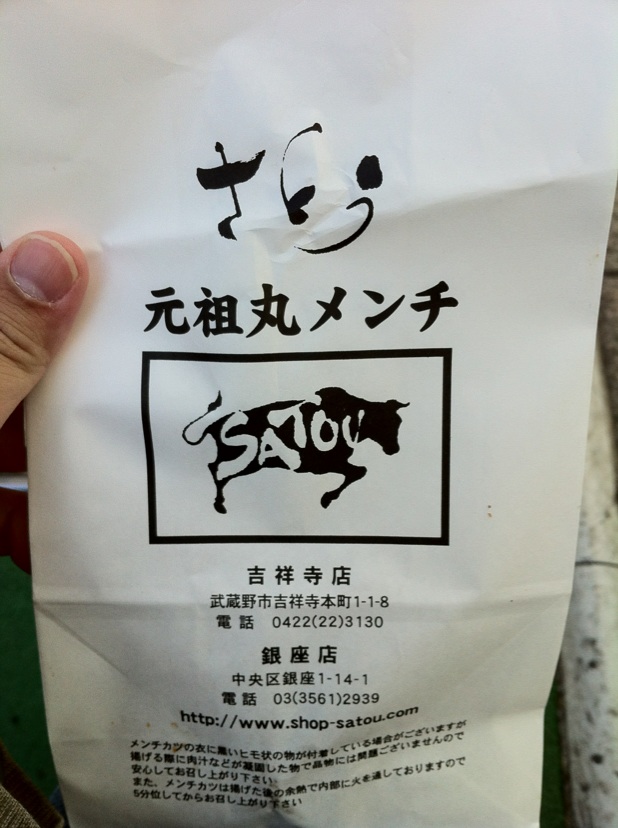 さとう
元祖丸メンチ
SATOU
吉祥寺店
武蔵野市吉祥寺本町1-1-8
電話 0422(22)3130
銀座店
中央区銀座1-14-1
電話 03(3561)2939
http://www.shop-satou.com
メンチカツの衣に黒いヒモ状の物が付着している場合がございますが
揚げる際に肉汁などが凝固した物で品物には問題ございませんので
安心してお召し上がり下さい
また、メンチカツは揚げた後の余熱で内部に火を通しておりますので
5分位してからお召し上がり下さい